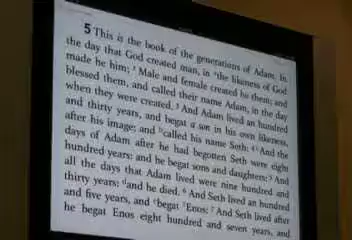 5 This is the book of the generations of Adam. In
the day that God created man, in ᵃthe likeness of God
made he him; ² Male and female created he them; and
blessed them, and called their name Adam, in the day
when they were created. ³ And Adam lived an hundred
and thirty years, and begat a son in his own likeness,
after his image; and ᵇcalled his name Seth: ⁴ And the
days of Adam after he had begotten Seth were eight
hundred years: and he begat sons and daughters: ⁵ And
all the days that Adam lived were nine hundred and
thirty years: ᵈand he died. ⁶ And Seth lived an hundred
and five years, and ᵉbegat Enos: ⁷ And Seth lived after
he begat Enos eight hundred and seven years, and